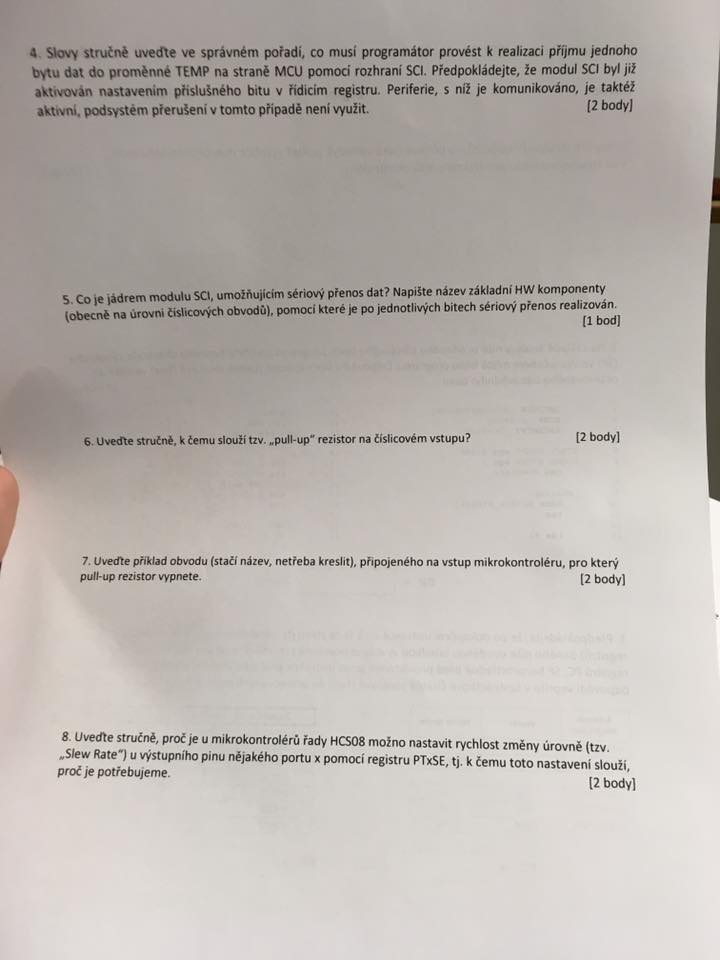 4. Slovy stručně uveďte ve správném pořadí, co musí programátor provést k realizaci příjmu jednoho
bytu dat do proměnné TEMP na straně MCU pomocí rozhraní SCI. Předpokládejte, že modul SCI byl již
aktivován nastavením příslušného bitu v řídicím registru. Periferie, s níž je komunikováno, je taktéž
aktivní, podsystém přerušení v tomto případě není využit. [2 body]
5. Co je jádrem modulu SCI, umožňujícím sériový přenos dat? Napište název základní HW komponenty
(obecně na úrovni číslicových obvodů), pomocí které je po jednotlivých bitech sériový přenos realizován.
[1 bod]
6. Uveďte stručně, k čemu slouží tzv. „pull-up“ rezistor na číslicovém vstupu? [2 body]
7. Uveďte příklad obvodu (stačí název, netřeba kreslit), připojeného na vstup mikrokontroléru, pro který
pull-up rezistor vypnete. [2 body]
8. Uveďte stručně, proč je u mikrokontrolérů řady HCS08 možno nastavit rychlost změny úrovně (tzv.
„Slew Rate“) u výstupního pinu nějakého portu x pomocí registru PTxSE, tj. k čemu toto nastavení slouží,
proč je potřebujeme. [2 body]